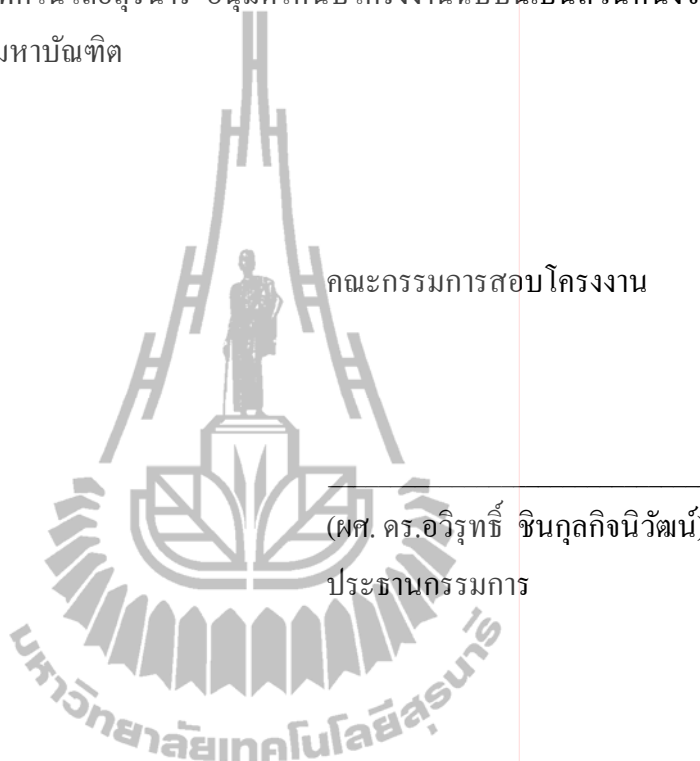 มหาบัณฑิต
คณะกรรมการสอบโครงงาน
(ผศ. ดร.อวิรุทธิ์ ชินกุลกิจนิวัฒน์)
ประธานกรรมการ
มหาวิทยาลัยเทคโนโลยีสุรนารี